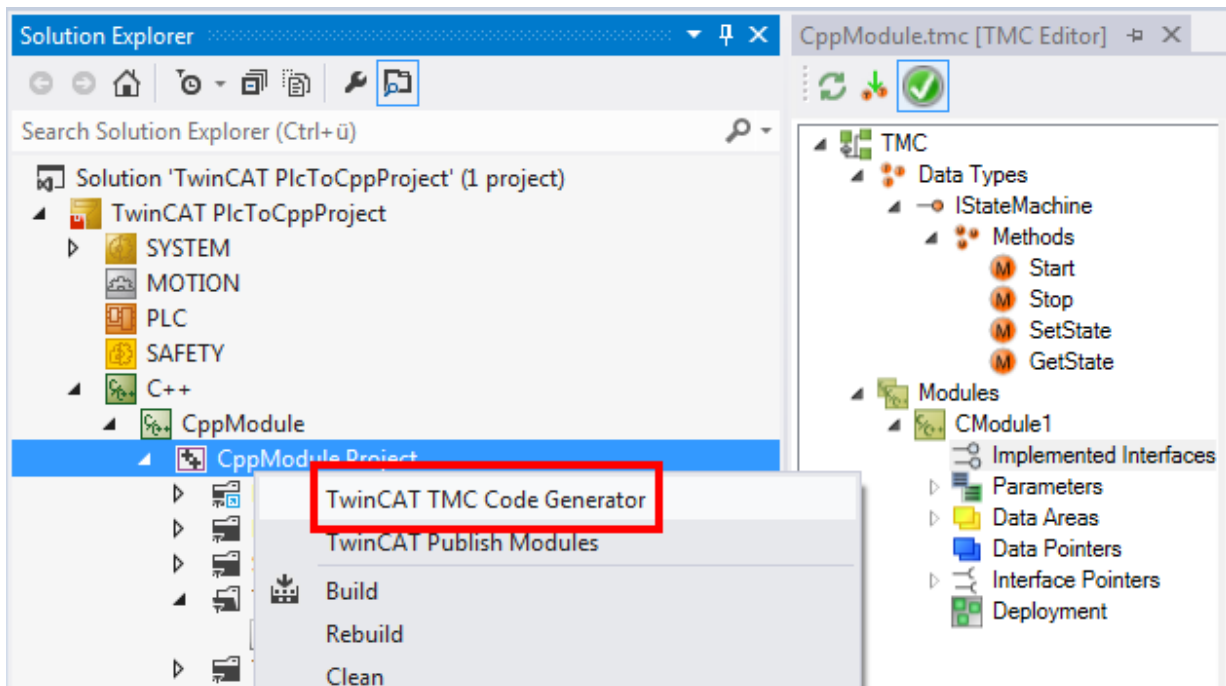 Solution Explorer
Search Solution Explorer (Ctrl+ü)
Solution 'TwinCAT PlcToCppProject' (1 project)
TwinCAT PlcToCppProject
SYSTEM
MOTION
PLC
SAFETY
C++
CppModule
CppModule Project
TwinCAT TMC Code Generator
TwinCAT Publish Modules
Build
Rebuild
Clean
CppModule.tmc [TMC Editor]
TMC
Data Types
IStateMachine
Methods
Start
Stop
SetState
GetState
Modules
CModule1
Implemented Interfaces
Parameters
Data Areas
Data Pointers
Interface Pointers
Deployment